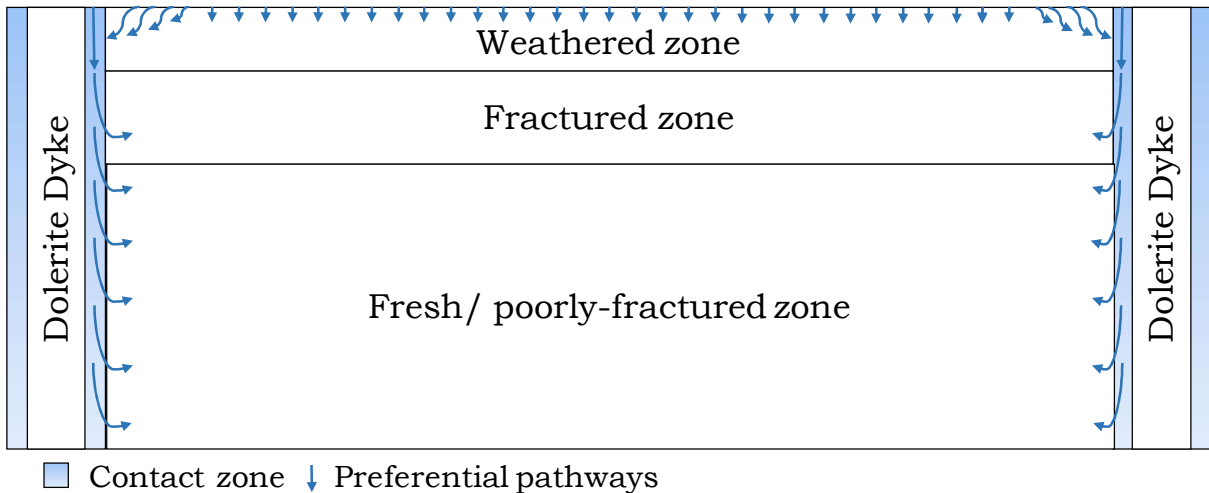 Weathered zone
Fractured zone
Dolerite Dyke
Dolerite Dyke
Fresh/ poorly-fractured zone
Contact zone
Preferential pathways